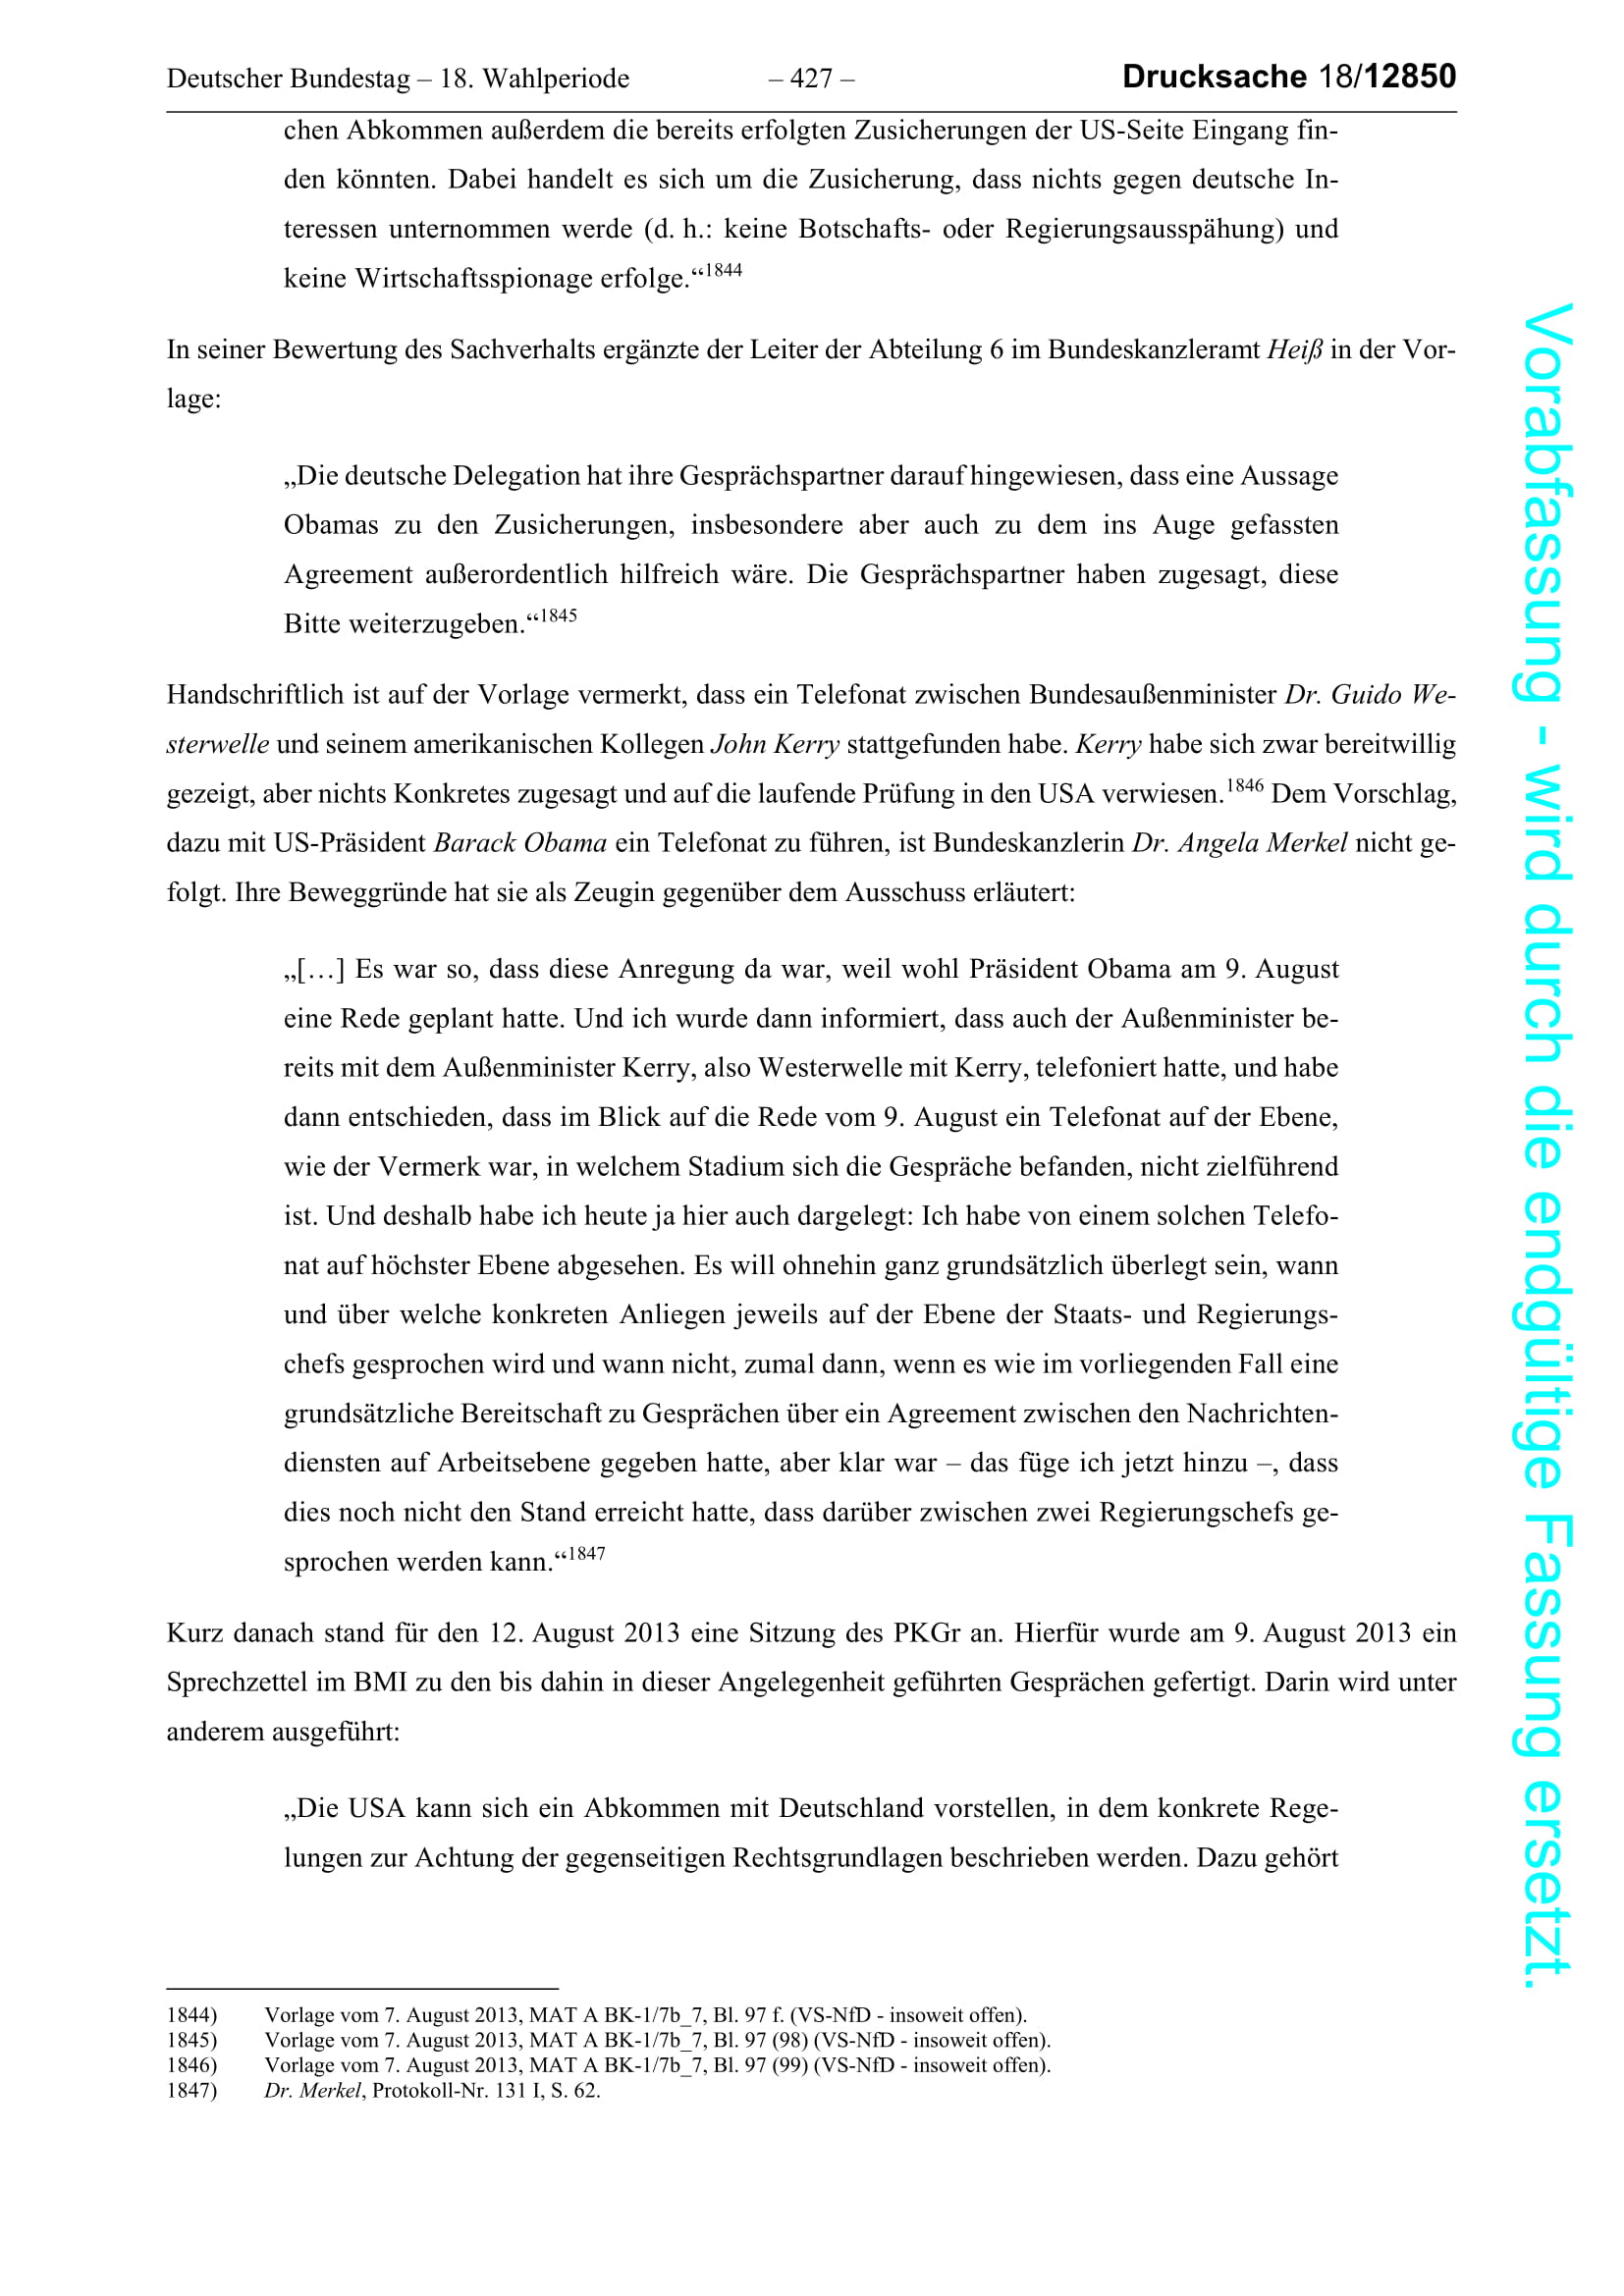 Deutscher Bundestag – 18. Wahlperiode – 427 – Drucksache 18/12850
chen Abkommen außerdem die bereits erfolgten Zusicherungen der US-Seite Eingang fin-
den könnten. Dabei handelt es sich um die Zusicherung, dass nichts gegen deutsche In-
teressen unternommen werde (d. h.: keine Botschafts- oder Regierungsausspähung) und
keine Wirtschaftsspionage erfolge.“1844
In seiner Bewertung des Sachverhalts ergänzte der Leiter der Abteilung 6 im Bundeskanzleramt Heiß in der Vor-
lage:
„Die deutsche Delegation hat ihre Gesprächspartner darauf hingewiesen, dass eine Aussage
Obamas zu den Zusicherungen, insbesondere aber auch zu dem ins Auge gefassten
Agreement außerordentlich hilfreich wäre. Die Gesprächspartner haben zugesagt, diese
Bitte weiterzugeben.“1845
Handschriftlich ist auf der Vorlage vermerkt, dass ein Telefonat zwischen Bundesaußenminister Dr. Guido We-
sterwelle und seinem amerikanischen Kollegen John Kerry stattgefunden habe. Kerry habe sich zwar bereitwillig
gezeigt, aber nichts Konkretes zugesagt und auf die laufende Prüfung in den USA verwiesen.1846 Dem Vorschlag,
dazu mit US-Präsident Barack Obama ein Telefonat zu führen, ist Bundeskanzlerin Dr. Angela Merkel nicht ge-
folgt. Ihre Beweggründe hat sie als Zeugin gegenüber dem Ausschuss erläutert:
„[…] Es war so, dass diese Anregung da war, weil wohl Präsident Obama am 9. August
eine Rede geplant hatte. Und ich wurde dann informiert, dass auch der Außenminister be-
reits mit dem Außenminister Kerry, also Westerwelle mit Kerry, telefoniert hatte, und habe
dann entschieden, dass im Blick auf die Rede vom 9. August ein Telefonat auf der Ebene,
wie der Vermerk war, in welchem Stadium sich die Gespräche befanden, nicht zielführend
ist. Und deshalb habe ich heute ja hier auch dargelegt: Ich habe von einem solchen Telefo-
nat auf höchster Ebene abgesehen. Es will ohnehin ganz grundsätzlich überlegt sein, wann
und über welche konkreten Anliegen jeweils auf der Ebene der Staats- und Regierungs-
chefs gesprochen wird und wann nicht, zumal dann, wenn es wie im vorliegenden Fall eine
grundsätzliche Bereitschaft zu Gesprächen über ein Agreement zwischen den Nachrichten-
diensten auf Arbeitsebene gegeben hatte, aber klar war – das füge ich jetzt hinzu –, dass
dies noch nicht den Stand erreicht hatte, dass darüber zwischen zwei Regierungschefs ge-
sprochen werden kann.“1847
Kurz danach stand für den 12. August 2013 eine Sitzung des PKGr an. Hierfür wurde am 9. August 2013 ein
Sprechzettel im BMI zu den bis dahin in dieser Angelegenheit geführten Gesprächen gefertigt. Darin wird unter
anderem ausgeführt:
„Die USA kann sich ein Abkommen mit Deutschland vorstellen, in dem konkrete Rege-
lungen zur Achtung der gegenseitigen Rechtsgrundlagen beschrieben werden. Dazu gehört
1844) Vorlage vom 7. August 2013, MAT A BK-1/7b_7, Bl. 97 f. (VS-NfD - insoweit offen).
1845) Vorlage vom 7. August 2013, MAT A BK-1/7b_7, Bl. 97 (98) (VS-NfD - insoweit offen).
1846) Vorlage vom 7. August 2013, MAT A BK-1/7b_7, Bl. 97 (99) (VS-NfD - insoweit offen).
1847) Dr. Merkel, Protokoll-Nr. 131 I, S. 62.
Vorabfassung - wird durch die endgültige Fassung ersetzt.